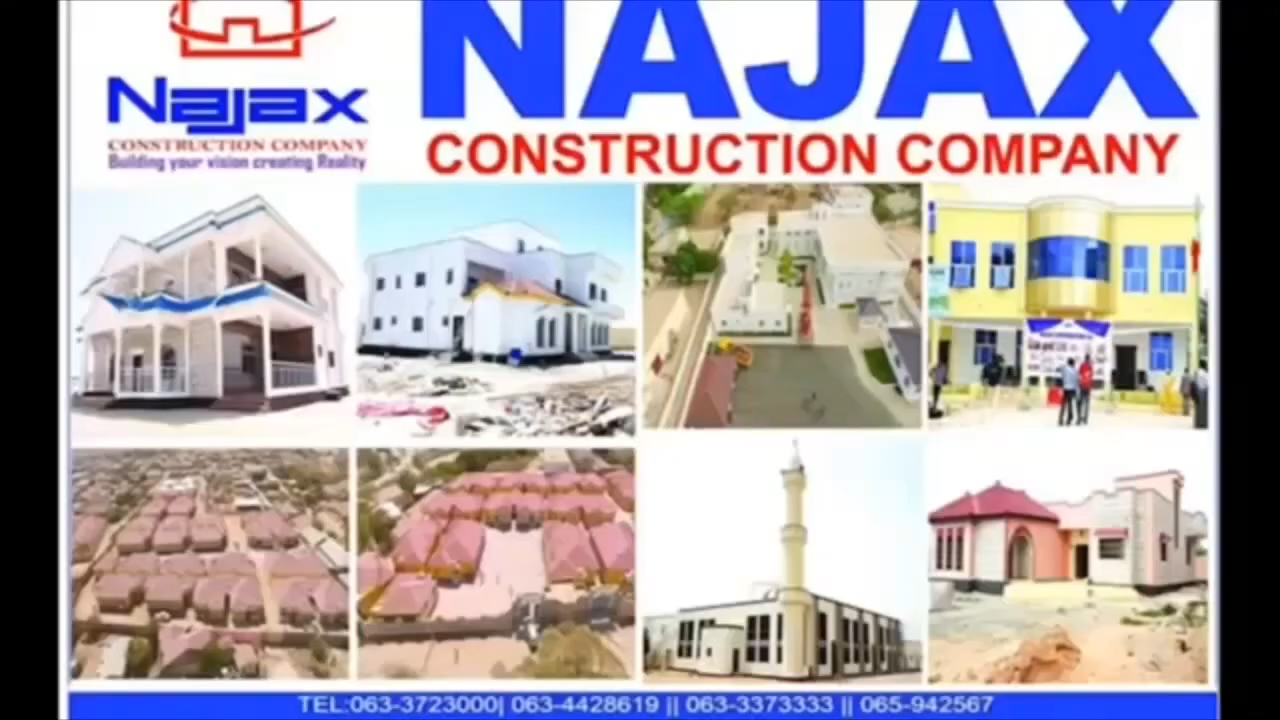 NAJAX
CONSTRUCTION COMPANY
Najax
CONSTRUCTION COMPANY
Building your vision creating Reality
TEL:063-3723000| 063-4428619 || 063-3373333 || 065-942567